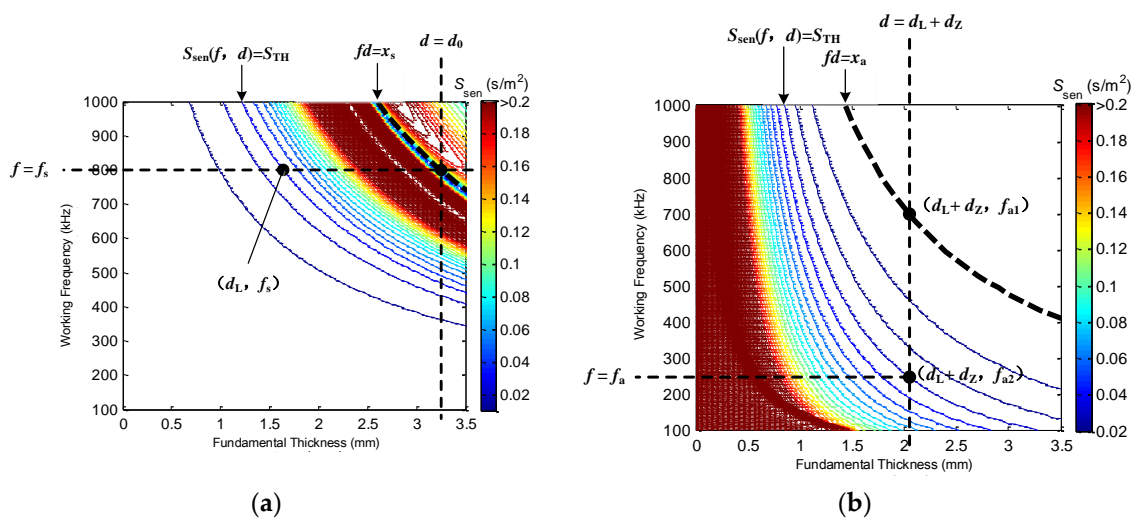 d = d0
Ssen(f, d)=STH
fd=xs
Ssen (s/m²)
>0.2
0.16
0.12
0.08
0.06
0.04
0.02
0.01
1000
900
800
700
600
500
400
300
200
100
f = fs
(dL, fs)
Working Frequency (kHz)
0 0.5 1 1.5 2 2.5 3 3.5
Fundamental Thickness (mm)
(a)
d = dL + dZ
Ssen(f, d)=STH
fd=xa
Ssen (s/m²)
>0.2
0.18
0.16
0.14
0.12
0.1
0.08
0.06
0.04
0.02
1000
900
800
700
600
500
400
300
200
100
(dL+ dZ, fa1)
(dL+ dZ, fa2)
f = fa
Working Frequency (kHz)
0 0.5 1 1.5 2 2.5 3 3.5
Fundamental Thickness (mm)
(b)